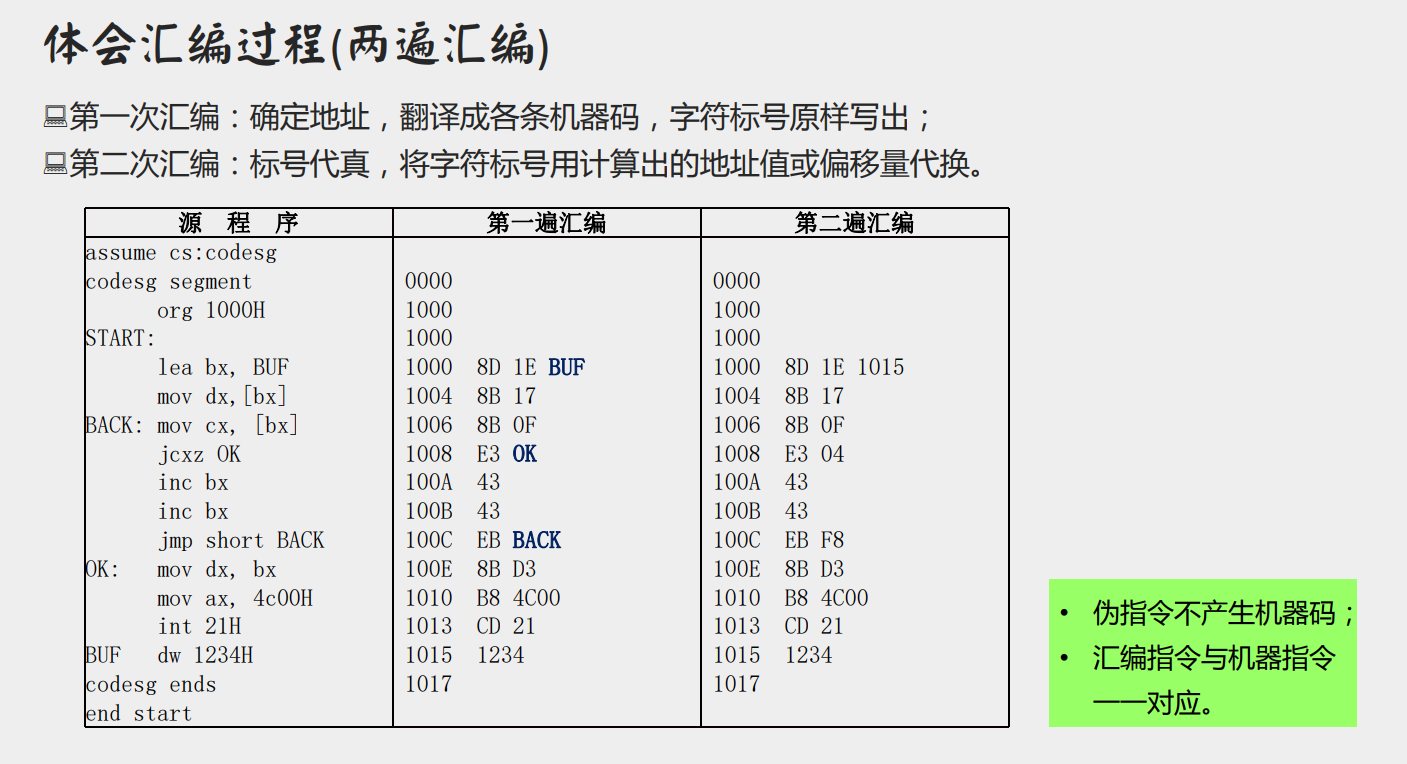 体会汇编过程(两遍汇编)
第一次汇编：确定地址，翻译成各条机器码，字符标号原样写出；
第二次汇编：标号代真，将字符标号用计算出的地址值或偏移量代换。
源 程 序 第一遍汇编 第二遍汇编
assume cs:codesg
codesg segment 0000 0000
org 1000H 1000 1000
START: 1000 1000
lea bx, BUF 1000 8D 1E BUF 1000 8D 1E 1015
mov dx,[bx] 1004 8B 17 1004 8B 17
BACK: mov cx, [bx] 1006 8B 0F 1006 8B 0F
jcxz OK 1008 E3 OK 1008 E3 04
inc bx 100A 43 100A 43
inc bx 100B 43 100B 43
jmp short BACK 100C EB BACK 100C EB F8
OK: mov dx, bx 100E 8B D3 100E 8B D3
mov ax, 4c00H 1010 B8 4C00 1010 B8 4C00
int 21H 1013 CD 21 1013 CD 21
BUF dw 1234H 1015 1234 1015 1234
codesg ends 1017 1017
end start
• 伪指令不产生机器码；
• 汇编指令与机器指令
一一对应。